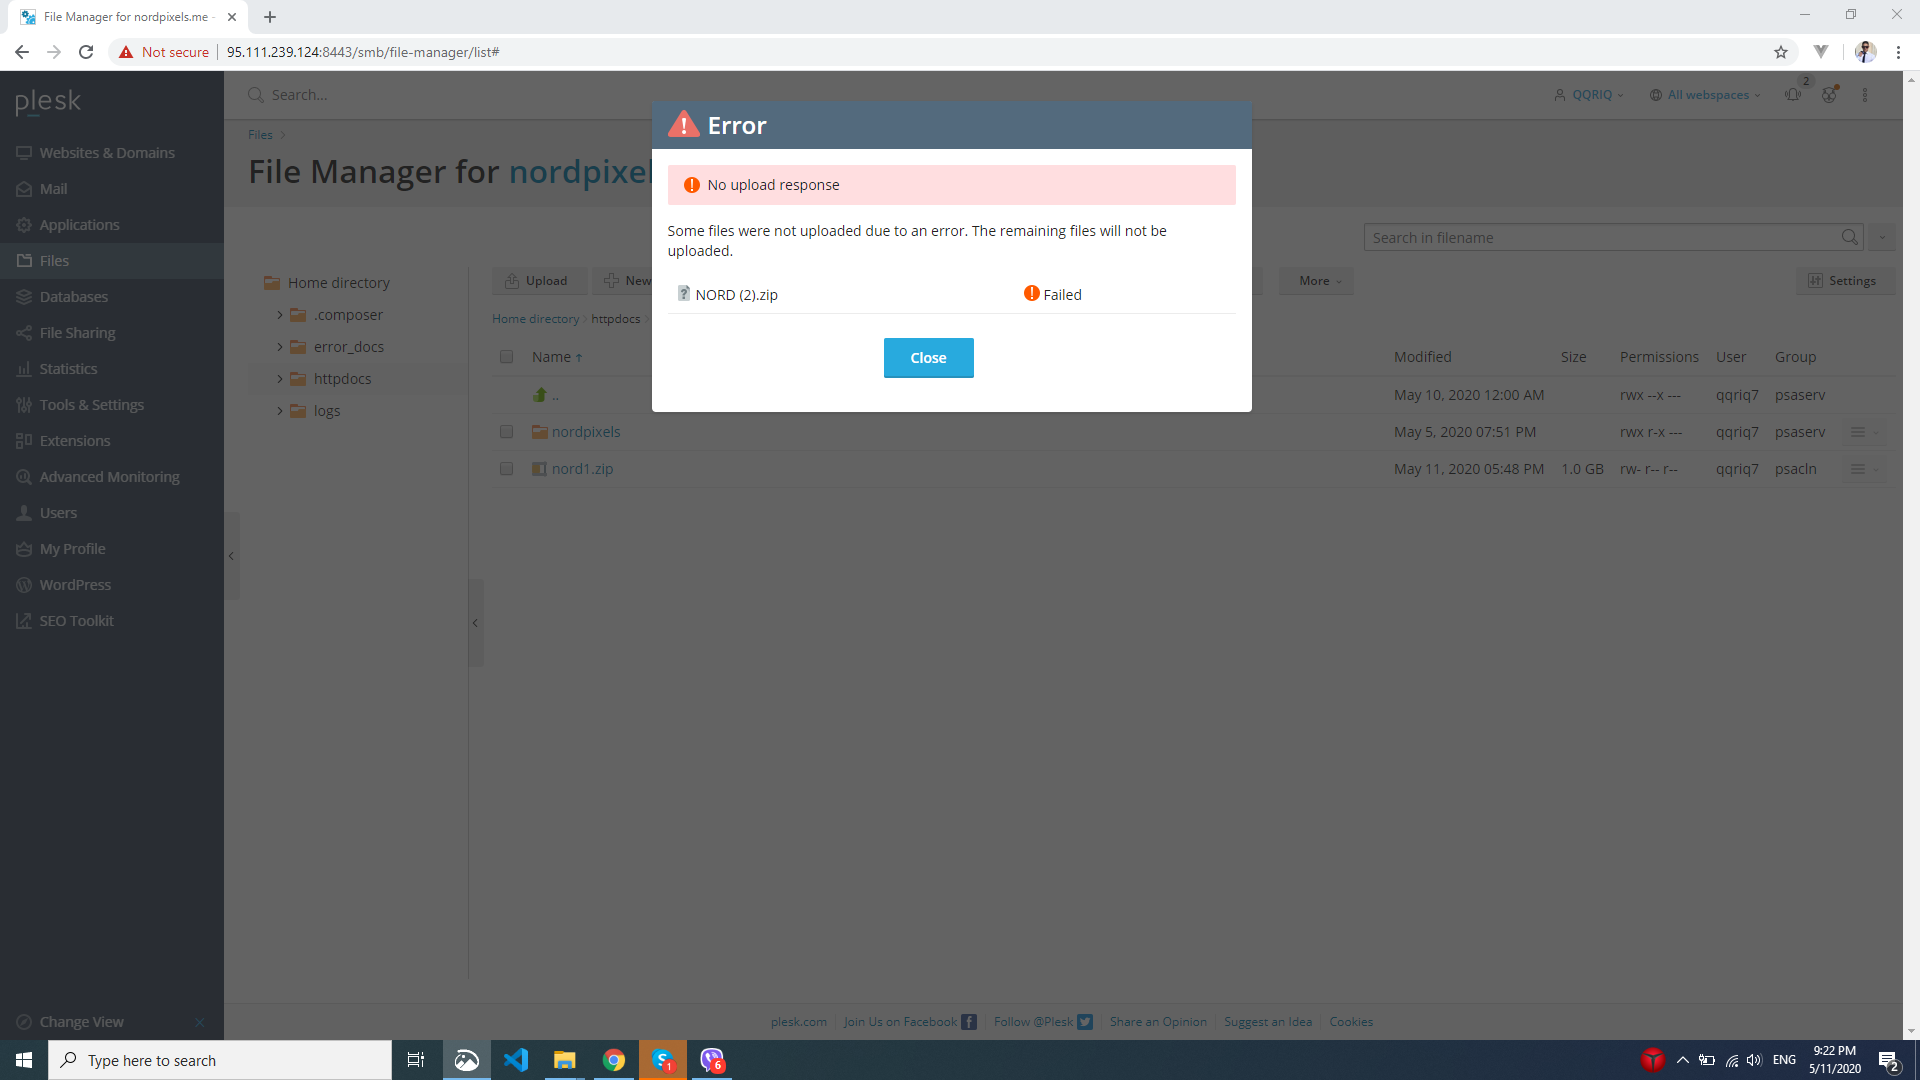 File Manager for nordpixels.me -
Not secure
95.111.239.124:8443/smb/file-manager/list#
plesk
Search...
QQRIQ
All webspaces
2
Websites & Domains
Mail
Applications
Files
Databases
File Sharing
Statistics
Tools & Settings
Extensions
Advanced Monitoring
Users
My Profile
WordPress
SEO Toolkit
Change View
Files
File Manager for nordpixel
Error
No upload response
Some files were not uploaded due to an error. The remaining files will not be
uploaded.
NORD (2).zip
Failed
Close
Search in filename
Home directory
.composer
error_docs
httpdocs
logs
Upload
New
More
Settings
Home directory
httpdocs
Name
Modified
Size
Permissions
User
Group
..
May 10, 2020 12:00 AM
rwx --x ---
qqriq7
psaserv
nordpixels
May 5, 2020 07:51 PM
rwx r-x ---
qqriq7
psaserv
nord1.zip
May 11, 2020 05:48 PM
1.0 GB
rw- r-- r--
qqriq7
psacln
plesk.com
Join Us on Facebook
Follow @Plesk
Share an Opinion
Suggest an Idea
Cookies
Type here to search
1
6
ENG
9:22 PM
5/11/2020
2